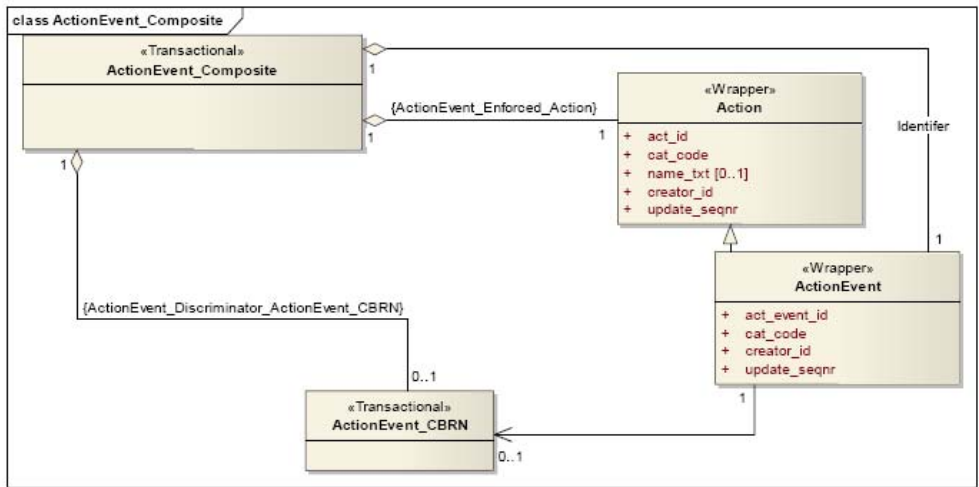 class ActionEvent_Composite
«Transactional»
ActionEvent_Composite
1
1
1
{ActionEvent_Enforced_Action}
1
«Wrapper»
Action
+ act_id
+ cat_code
+ name_txt [0..1]
+ creator_id
+ update_seqnr
Identifer
1
«Wrapper»
ActionEvent
+ act_event_id
+ cat_code
+ creator_id
+ update_seqnr
1
{ActionEvent_Discriminator_ActionEvent_CBRN}
0..1
«Transactional»
ActionEvent_CBRN
0..1